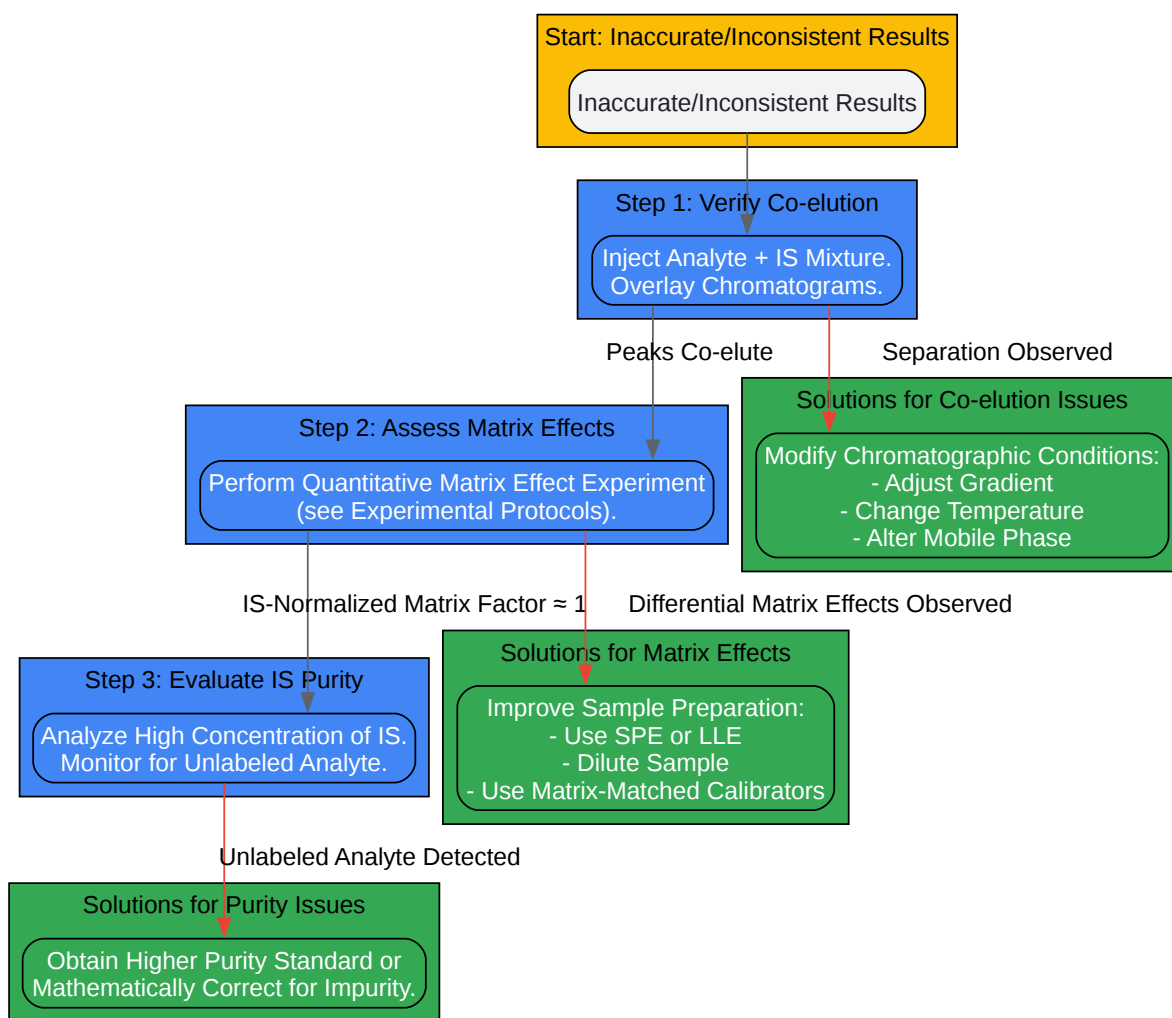 Start: Inaccurate/Inconsistent Results
Inaccurate/Inconsistent Results
Step 1: Verify Co-elution
Inject Analyte + IS Mixture.
Overlay Chromatograms.
Peaks Co-elute
Separation Observed
Solutions for Co-elution Issues
Modify Chromatographic Conditions:
- Adjust Gradient
- Change Temperature
- Alter Mobile Phase
Step 2: Assess Matrix Effects
Perform Quantitative Matrix Effect Experiment
(see Experimental Protocols).
IS-Normalized Matrix Factor ≈ 1
Differential Matrix Effects Observed
Solutions for Matrix Effects
Improve Sample Preparation:
- Use SPE or LLE
- Dilute Sample
- Use Matrix-Matched Calibrators
Step 3: Evaluate IS Purity
Analyze High Concentration of IS.
Monitor for Unlabeled Analyte.
Unlabeled Analyte Detected
Solutions for Purity Issues
Obtain Higher Purity Standard or
Mathematically Correct for Impurity.